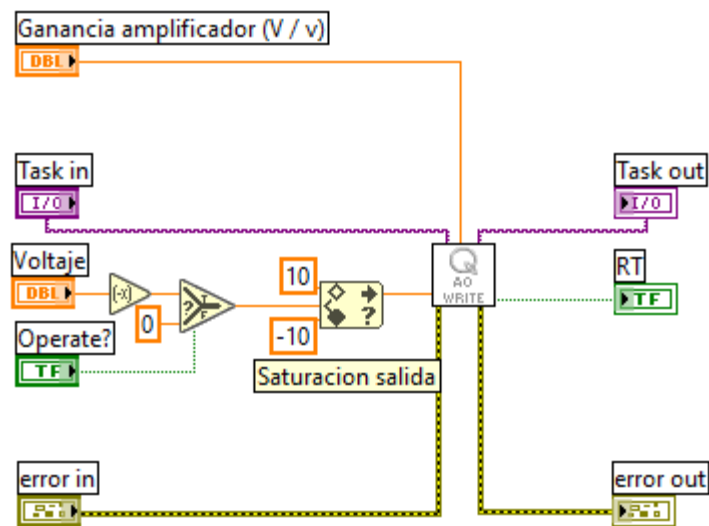 Ganancia amplificador (V / v)
DBL
Task in
I/O
Task out
I/O
Voltaje
DBL
(-x)
?
T
F
0
10
-10
?
Q
AO
WRITE
RT
TF
Operate?
TF
Saturacion salida
error in
error out